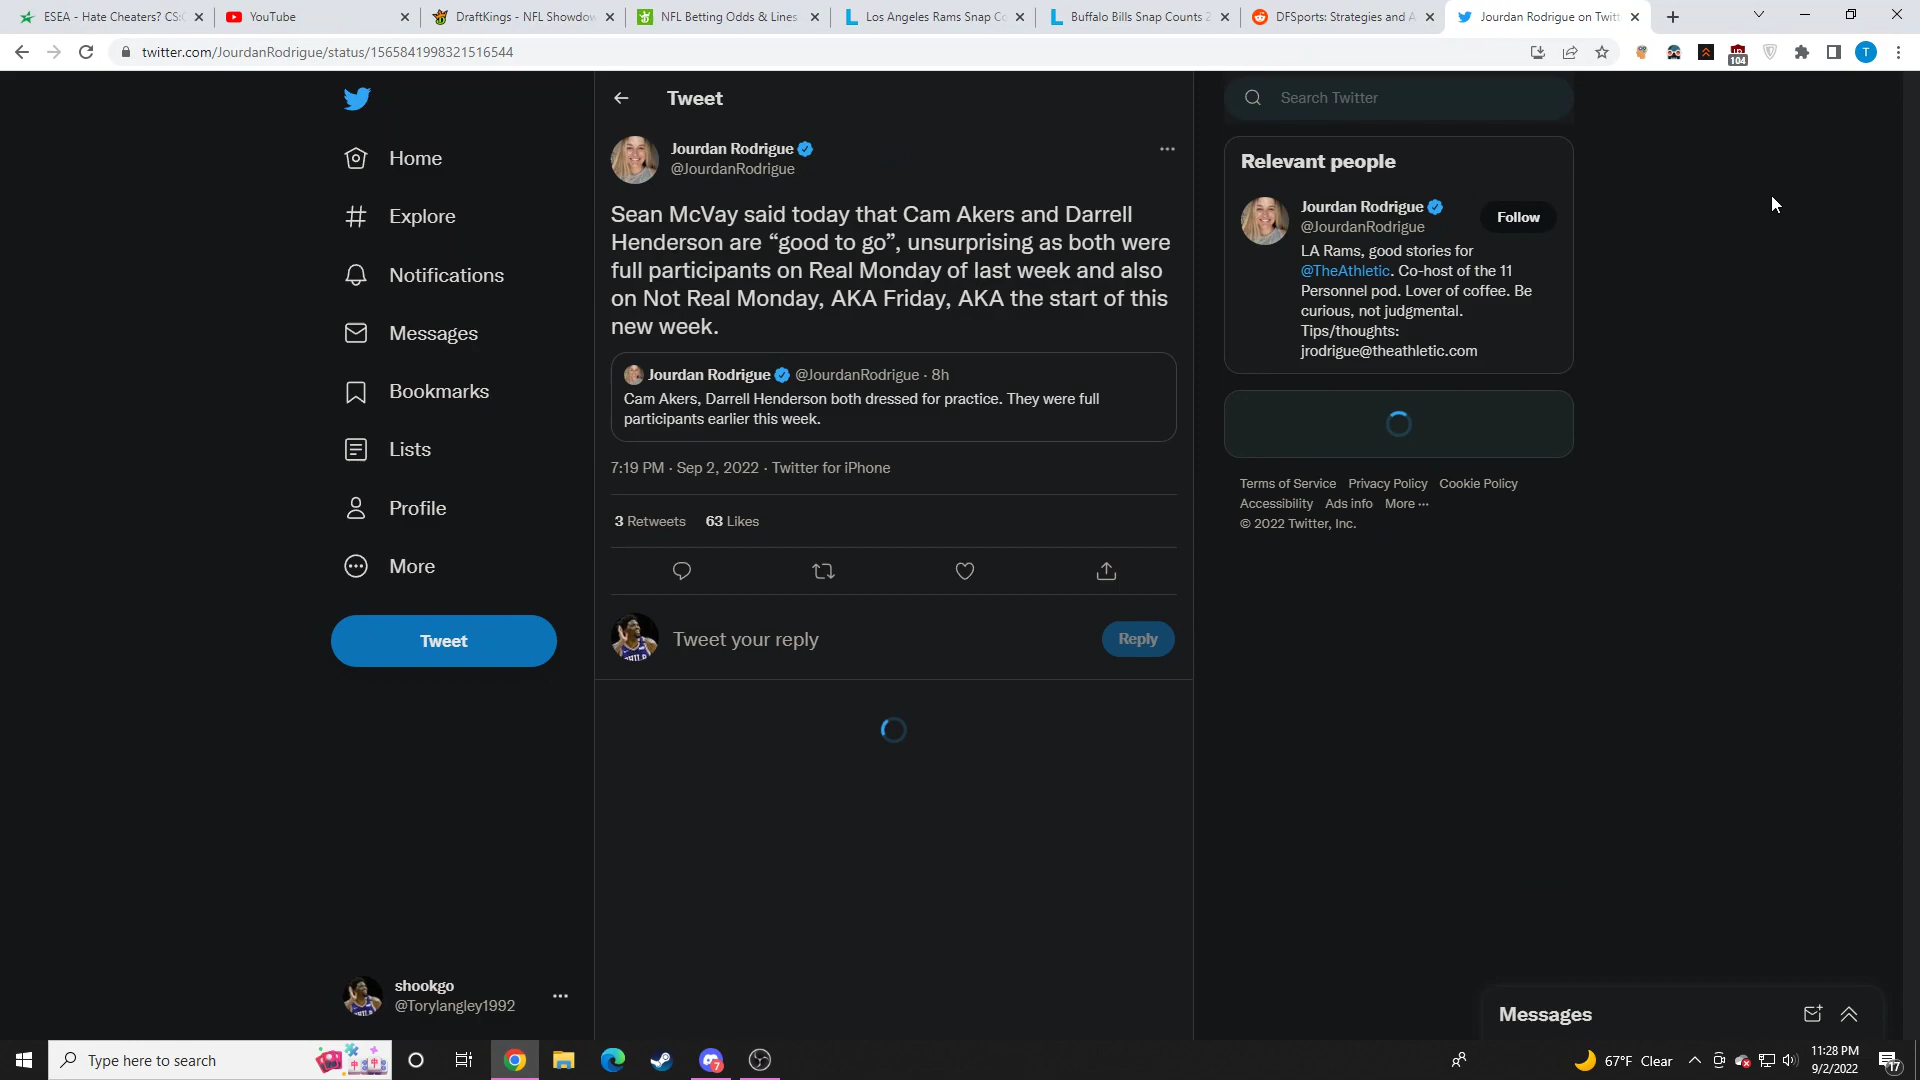 ESEA - Hate Cheaters? CS:
YouTube
DraftKings - NFL Showdow
NFL Betting Odds & Lines
Los Angeles Rams Snap Co
Buffalo Bills Snap Counts 2
DFSports: Strategies and A
Jourdan Rodrigue on Twitt
twitter.com/JourdanRodrigue/status/1565841998321516544
104
T
Home
Explore
Notifications
Messages
Bookmarks
Lists
Profile
More
Tweet
shookgo
@Torylangley1992
Tweet
Jourdan Rodrigue
@JourdanRodrigue
Sean McVay said today that Cam Akers and Darrell
Henderson are “good to go”, unsurprising as both were
full participants on Real Monday of last week and also
on Not Real Monday, AKA Friday, AKA the start of this
new week.
Jourdan Rodrigue @JourdanRodrigue · 8h
Cam Akers, Darrell Henderson both dressed for practice. They were full
participants earlier this week.
7:19 PM · Sep 2, 2022 · Twitter for iPhone
3 Retweets 63 Likes
Tweet your reply
Reply
Search Twitter
Relevant people
Jourdan Rodrigue
@JourdanRodrigue
Follow
LA Rams, good stories for
@TheAthletic. Co-host of the 11
Personnel pod. Lover of coffee. Be
curious, not judgmental.
Tips/thoughts:
jrodrigue@theathletic.com
Terms of Service Privacy Policy Cookie Policy
Accessibility Ads info More ···
© 2022 Twitter, Inc.
Messages
Type here to search
7
67°F Clear
11:28 PM
9/2/2022
17